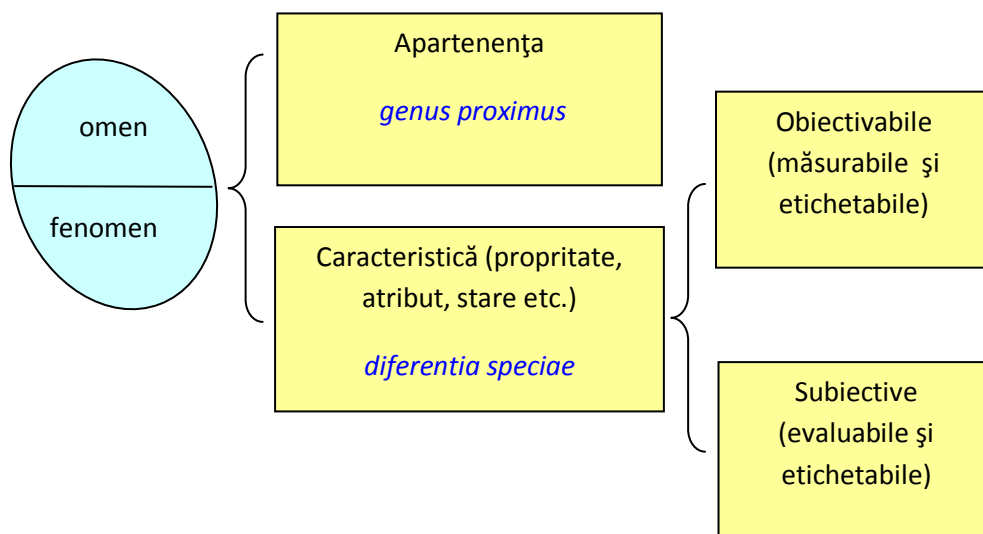 omen
fenomen
Apartenenţa
genus proximus
Caracteristică (propritate,
atribut, stare etc.)
diferentia speciae
Obiectivabile
(măsurabile şi
etichetabile)
Subiective
(evaluabile şi
etichetabile)